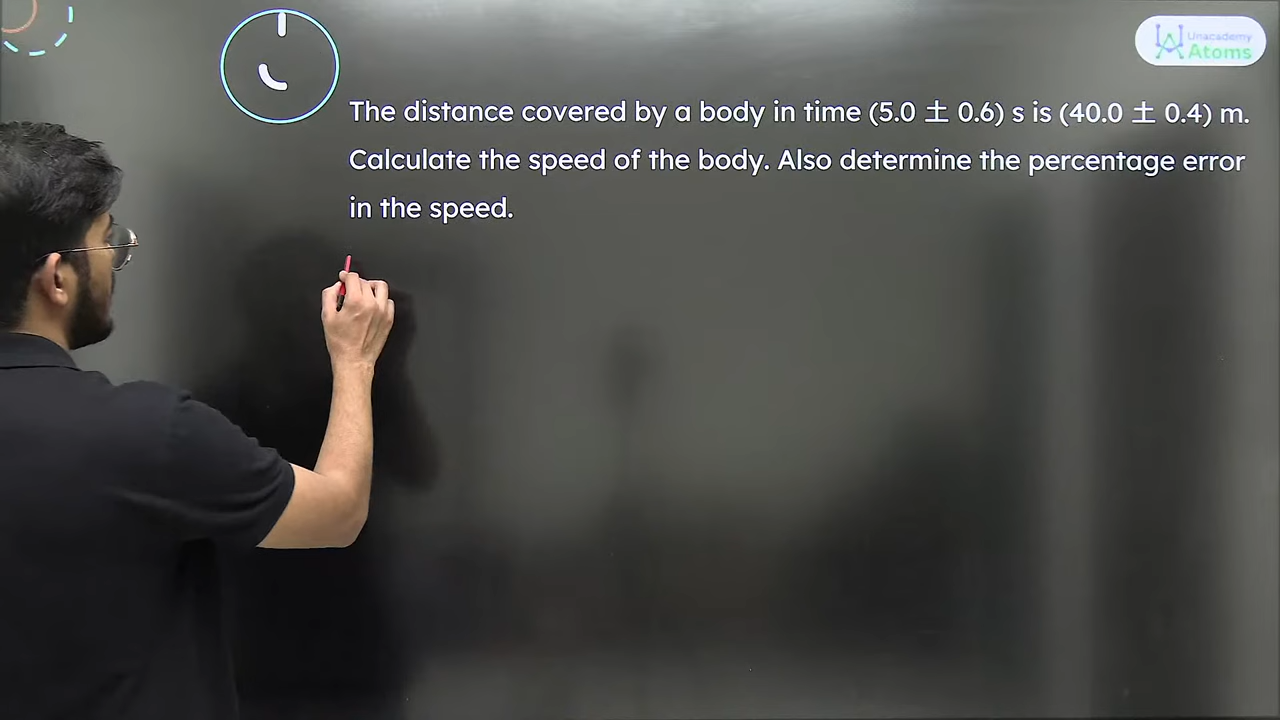 Unacademy
Atoms
The distance covered by a body in time (5.0 ± 0.6) s is (40.0 ± 0.4) m.
Calculate the speed of the body. Also determine the percentage error
in the speed.